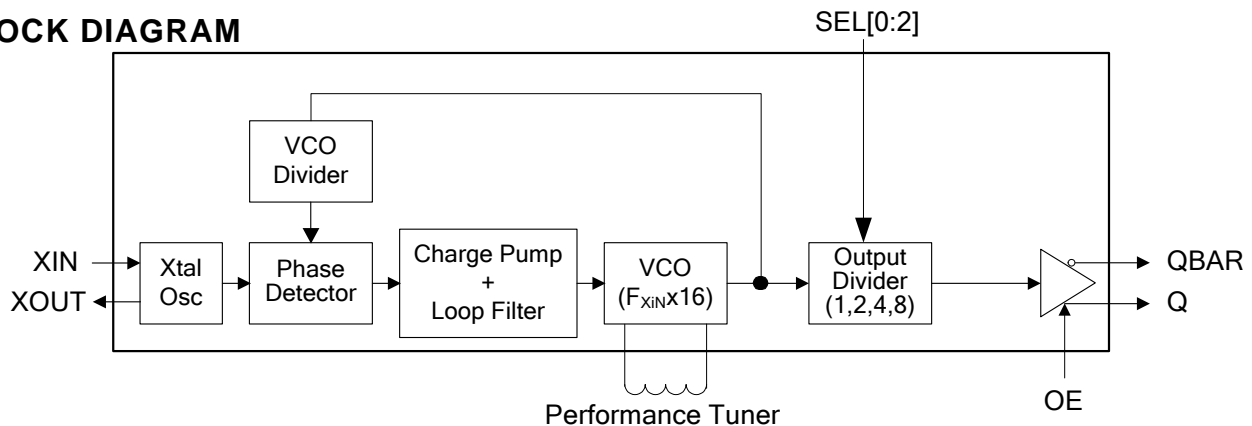 OCK DIAGRAM
SEL[0:2]
VCO
Divider
XIN
XOUT
Xtal
Osc
Phase
Detector
Charge Pump
+
Loop Filter
VCO
(FXiNx16)
Output
Divider
(1,2,4,8)
QBAR
Q
OE
Performance Tuner